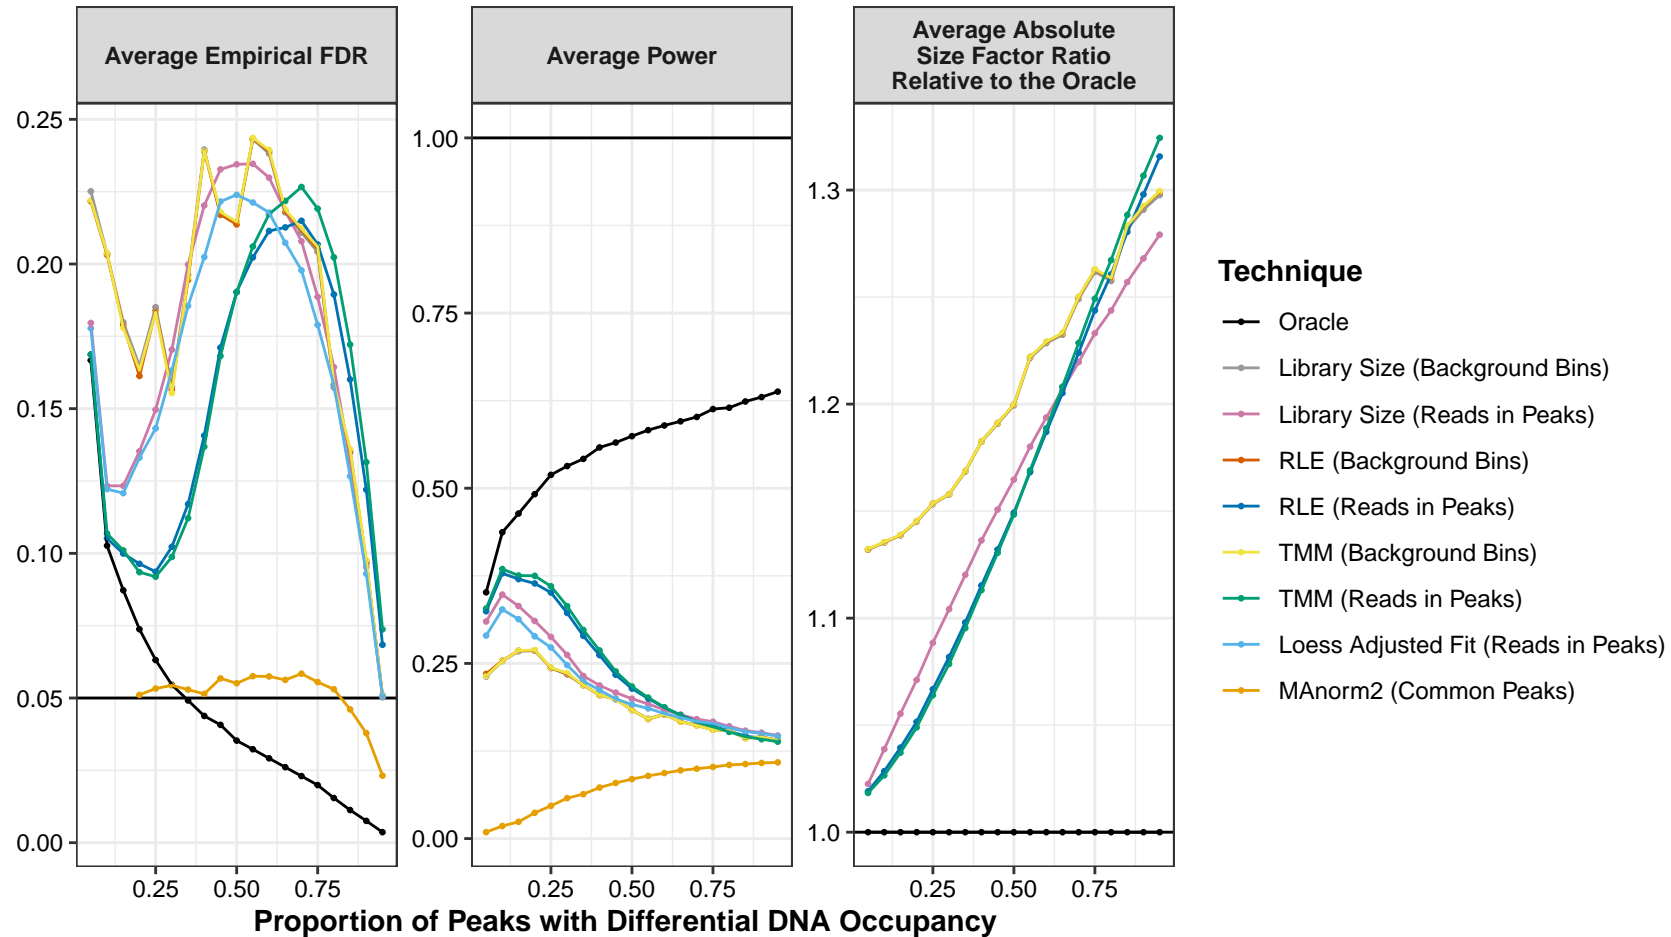 Average Empirical FDR
Average Power
Average Absolute
Size Factor Ratio
Relative to the Oracle
0.25
0.20
0.15
0.10
0.05
0.00
1.00
0.75
0.50
0.25
0.00
1.3
1.2
1.1
1.0
0.25 0.50 0.75
0.25 0.50 0.75
0.25 0.50 0.75
Proportion of Peaks with Differential DNA Occupancy
Technique
Oracle
Library Size (Background Bins)
Library Size (Reads in Peaks)
RLE (Background Bins)
RLE (Reads in Peaks)
TMM (Background Bins)
TMM (Reads in Peaks)
Loess Adjusted Fit (Reads in Peaks)
MAnorm2 (Common Peaks)